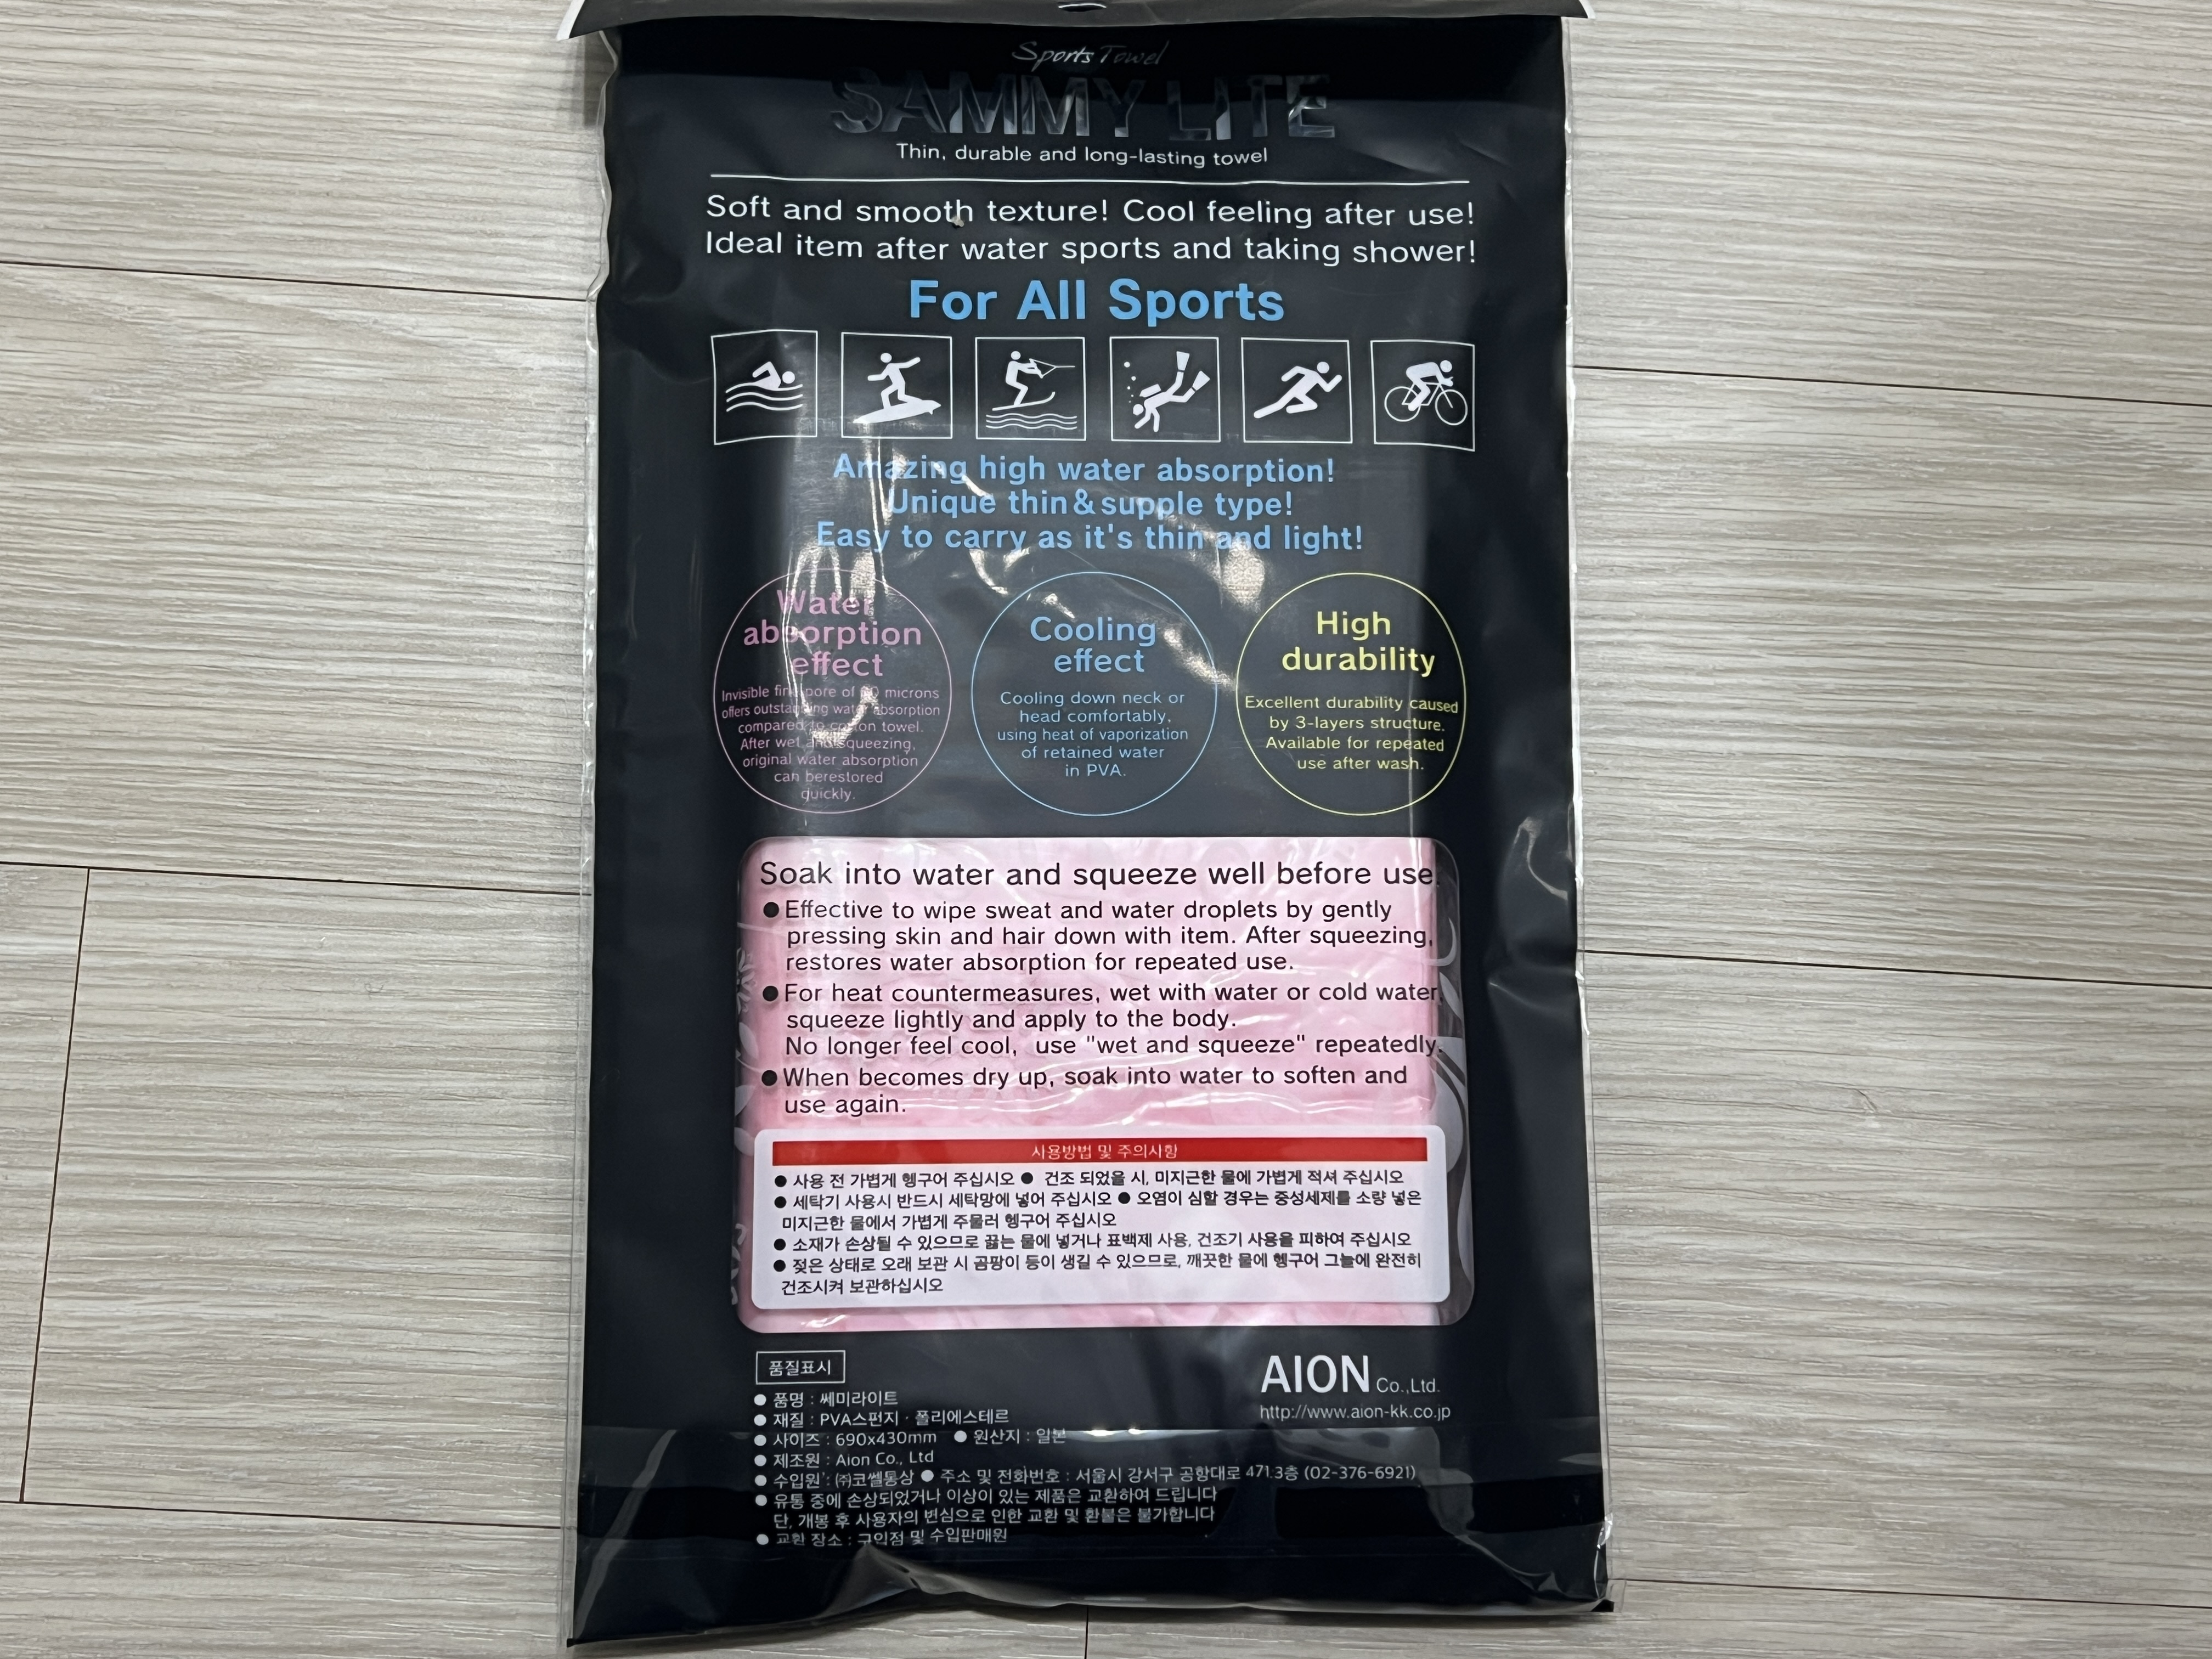 Sports Towel
SAMMY LITE
Thin, durable and long-lasting towel
Soft and smooth texture! Cool feeling after use!
Ideal item after water sports and taking shower!
For All Sports
Amazing high water absorption!
Unique thin&supple type!
Easy to carry as it's thin and light!
Water
absorption
effect
Invisible fine pore of microns
offers outstanding water absorption
compared to cotton towel.
After wet and squeezing,
original water absorption
can berestored
quickly.
Cooling
effect
Cooling down neck or
head comfortably,
using heat of vaporization
of retained water
in PVA.
High
durability
Excellent durability caused
by 3-layers structure.
Available for repeated
use after wash.
Soak into water and squeeze well before use.
●Effective to wipe sweat and water droplets by gently
pressing skin and hair down with item. After squeezing,
restores water absorption for repeated use.
●For heat countermeasures, wet with water or cold water,
squeeze lightly and apply to the body.
No longer feel cool, use "wet and squeeze" repeatedly.
●When becomes dry up, soak into water to soften and
use again.
사용방법 및 주의사항
● 사용 전 가볍게 헹구어 주십시오 ● 건조 되었을 시, 미지근한 물에 가볍게 적셔 주십시오
● 세탁기 사용시 반드시 세탁망에 넣어 주십시오 ● 오염이 심할 경우는 중성세제를 소량 넣은
미지근한 물에서 가볍게 주물러 헹구어 주십시오
● 소재가 손상될 수 있으므로 끓는 물에 넣거나 표백제 사용, 건조기 사용을 피하여 주십시오
● 젖은 상태로 오래 보관 시 곰팡이 등이 생길 수 있으므로, 깨끗한 물에 헹구어 그늘에 완전히
건조시켜 보관하십시오
품질표시
● 품명 : 쎄미라이트
● 재질 : PVA스펀지 · 폴리에스테르
● 사이즈 : 690x430mm ● 원산지 : 일본
● 제조원 : Aion Co., Ltd
● 수입원 : ㈜코쎌통상 ● 주소 및 전화번호 : 서울시 강서구 공항대로 471.3층 (02-376-6921)
● 유통 중에 손상되었거나 이상이 있는 제품은 교환하여 드립니다
단, 개봉 후 사용자의 변심으로 인한 교환 및 환불은 불가합니다
● 교환 장소 : 구입점 및 수입판매원
AION Co.,Ltd.
http://www.aion-kk.co.jp